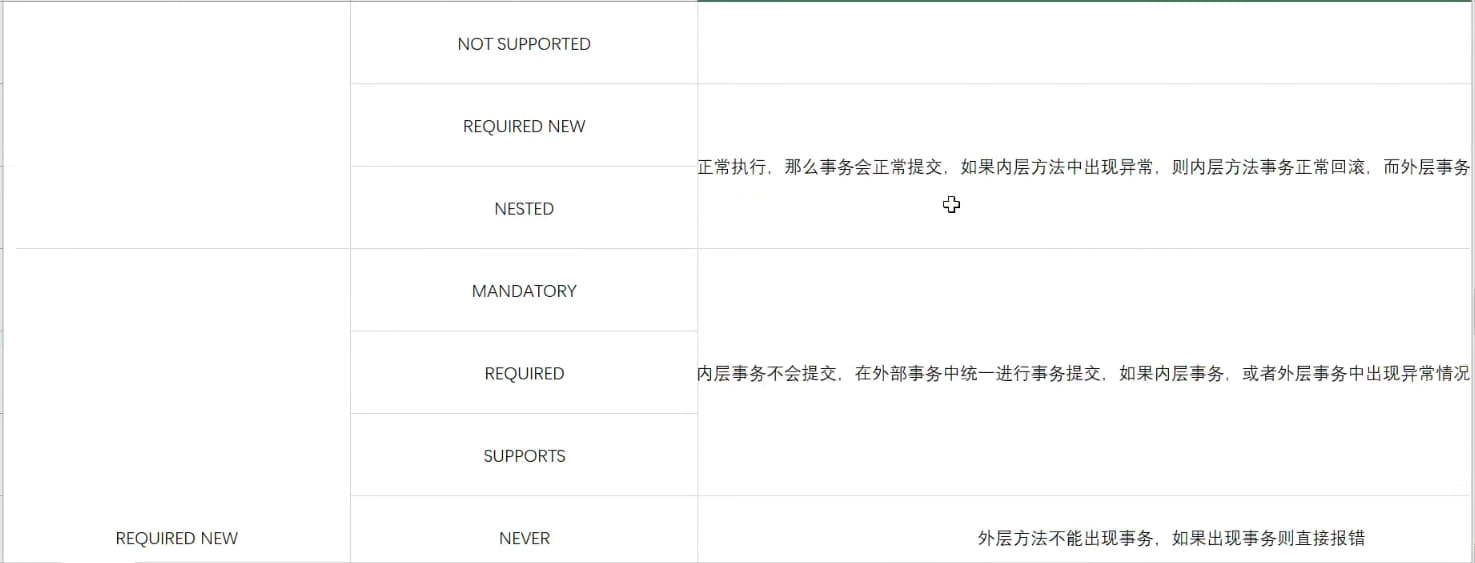 NOT SUPPORTED
REQUIRED NEW
正常执行，那么事务会正常提交，如果内层方法中出现异常，则内层方法事务正常回滚，而外层事务
NESTED
MANDATORY
REQUIRED
内层事务不会提交，在外部事务中统一进行事务提交，如果内层事务，或者外层事务中出现异常情况
SUPPORTS
REQUIRED NEW
NEVER
外层方法不能出现事务，如果出现事务则直接报错